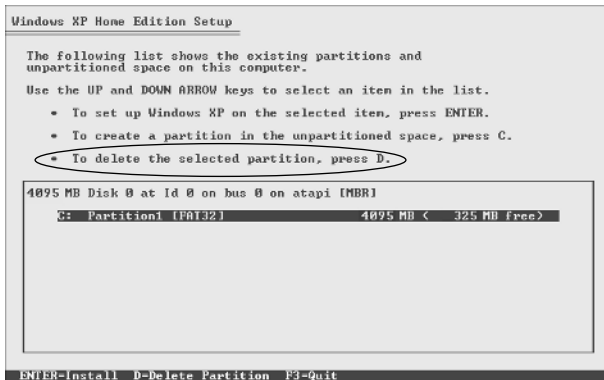 Windows XP Home Edition Setup
The following list shows the existing partitions and
unpartitioned space on this computer.
Use the UP and DOWN ARROW keys to select an item in the list.
• To set up Windows XP on the selected item, press ENTER.
• To create a partition in the unpartitioned space, press C.
• To delete the selected partition, press D.
4095 MB Disk 0 at Id 0 on bus 0 on atapi [MBR]
C: Partition1 [FAT32] 4095 MB ( 325 MB free)
ENTER=Install D=Delete Partition F3=Quit